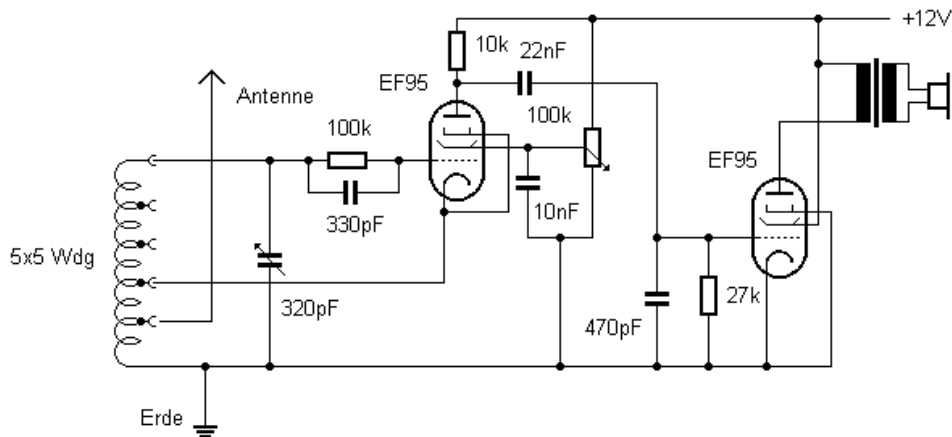 +12V
10k
22nF
EF95
Antenne
100k
100k
EF95
330pF
10nF
5x5 Wdg
320pF
470pF
27k
Erde